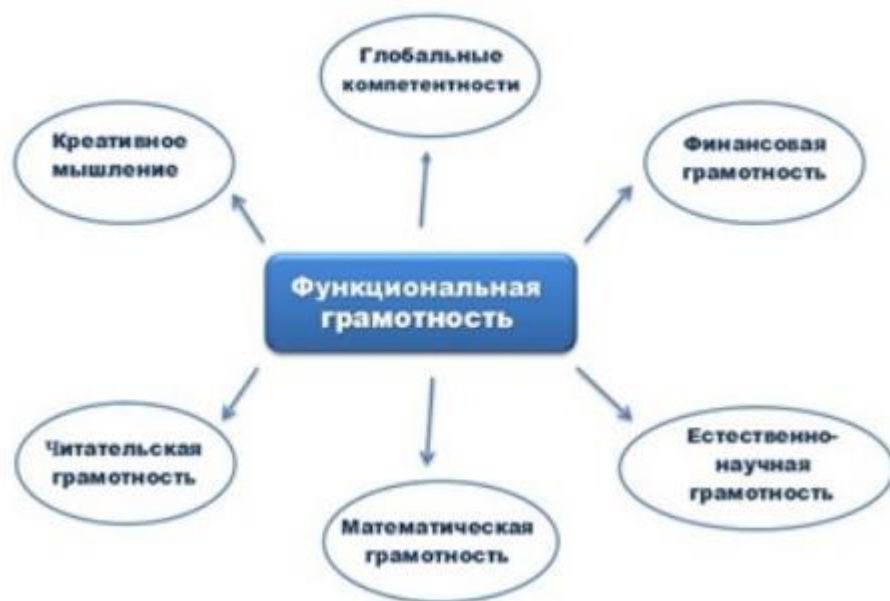 Глобальные
компетентности
Креативное
мышление
Финансовая
грамотность
Функциональная
грамотность
Читательская
грамотность
Естественно-
научная
грамотность
Математическая
грамотность